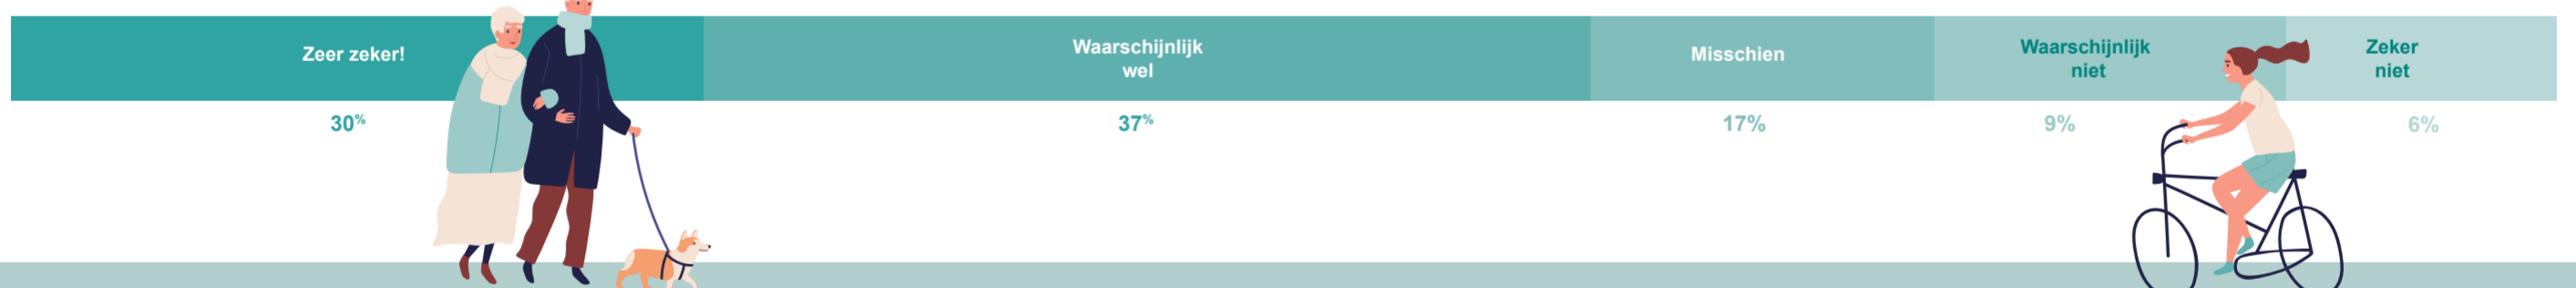 Zeer zeker!
Waarschijnlijk
wel
Misschien
Waarschijnlijk
niet
Zeker
niet
30%
37%
17%
9%
6%